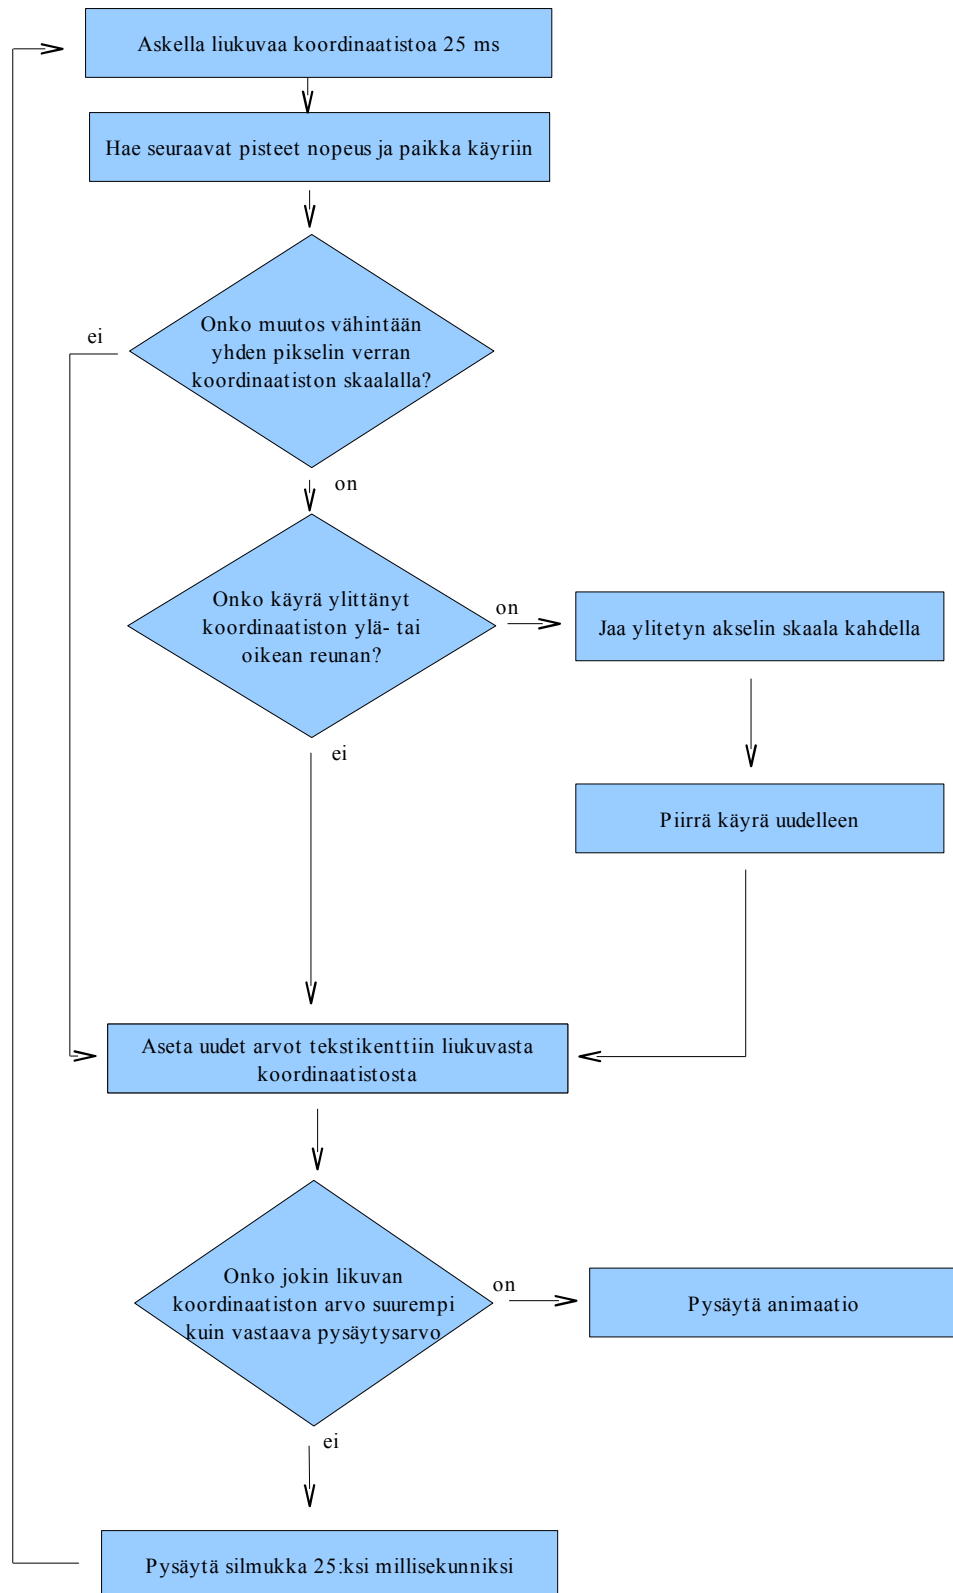 Askella liukuvaa koordinaatistoa 25 ms
Hae seuraavat pisteet nopeus ja paikka käyriin
Onko muutos vähintään
yhden pikselin verran
koordinaatiston skaalalla?
ei
on
Onko käyrä ylittänyt
koordinaatiston ylä- tai
oikean reunan?
on
Jaa ylitetyn akselin skaala kahdella
ei
Piirrä käyrä uudelleen
Aseta uudet arvot tekstikenttiin liukuvasta
koordinaatistosta
Onko jokin likuvan
koordinaatiston arvo suurempi
kuin vastaava pysäytysarvo
on
Pysäytä animaatio
ei
Pysäytä silmukka 25:ksi millisekunniksi